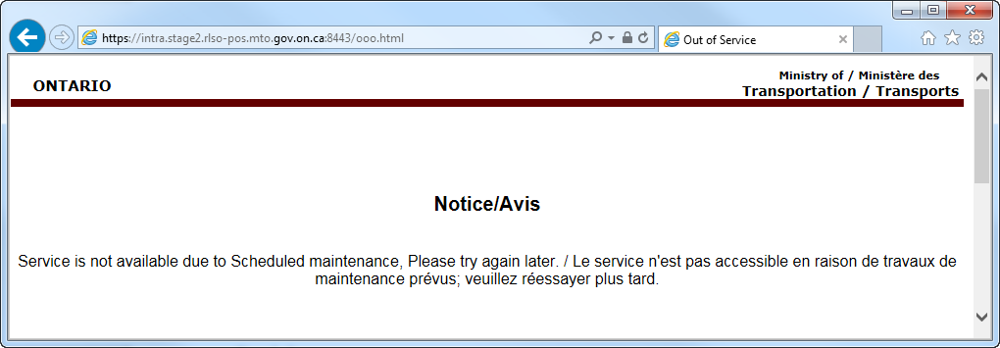 https://intra.stage2.rlso-pos.mto.gov.on.ca:8443/ooo.html
Out of Service
ONTARIO
Ministry of / Ministère des
Transportation / Transports
Notice/Avis
Service is not available due to Scheduled maintenance, Please try again later. / Le service n'est pas accessible en raison de travaux de
maintenance prévus; veuillez réessayer plus tard.